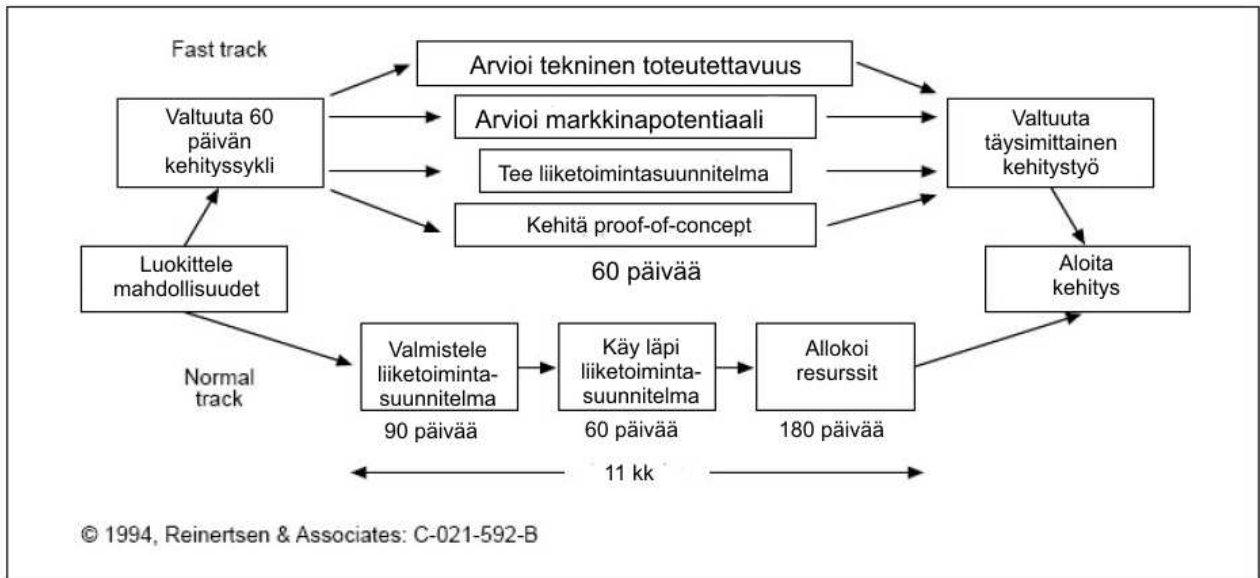 Fast track
Arvioi tekninen toteutettavuus
Valtuuta 60
päivän
kehityssykli
Arvioi markkinapotentiaali
Tee liiketoimintasuunnitelma
Kehitä proof-of-concept
60 päivää
Valtuuta
täysimittainen
kehitystyö
Luokittele
mahdollisuudet
Aloita
kehitys
Normal
track
Valmistele
liiketoiminta-
suunnitelma
90 päivää
Käy läpi
liiketoiminta-
suunnitelma
60 päivää
Allokoi
resurssit
180 päivää
11 kk
© 1994, Reinertsen & Associates: C-021-592-B